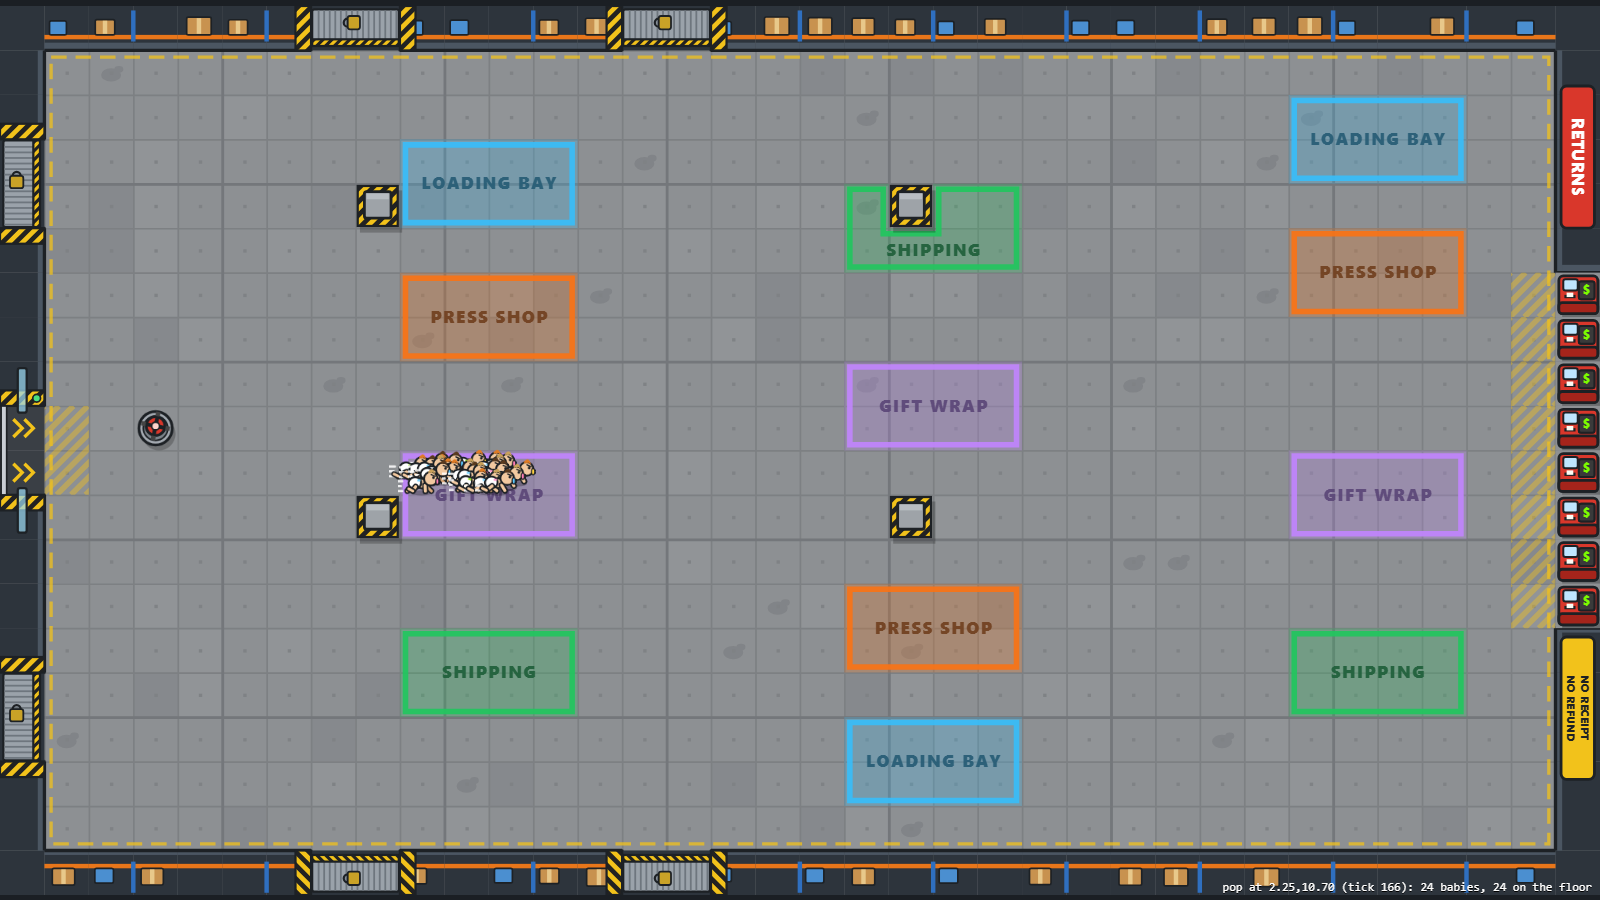 RETURNS
LOADING BAY
LOADING BAY
SHIPPING
PRESS SHOP
PRESS SHOP
$
$
$
$
$
$
$
$
GIFT WRAP
GIFT WRAP
GIFT WRAP
PRESS SHOP
SHIPPING
SHIPPING
NO RECEIPT
NO REFUND
LOADING BAY
pop at 2.25,10.70 (tick 166): 24 babies, 24 on the floor